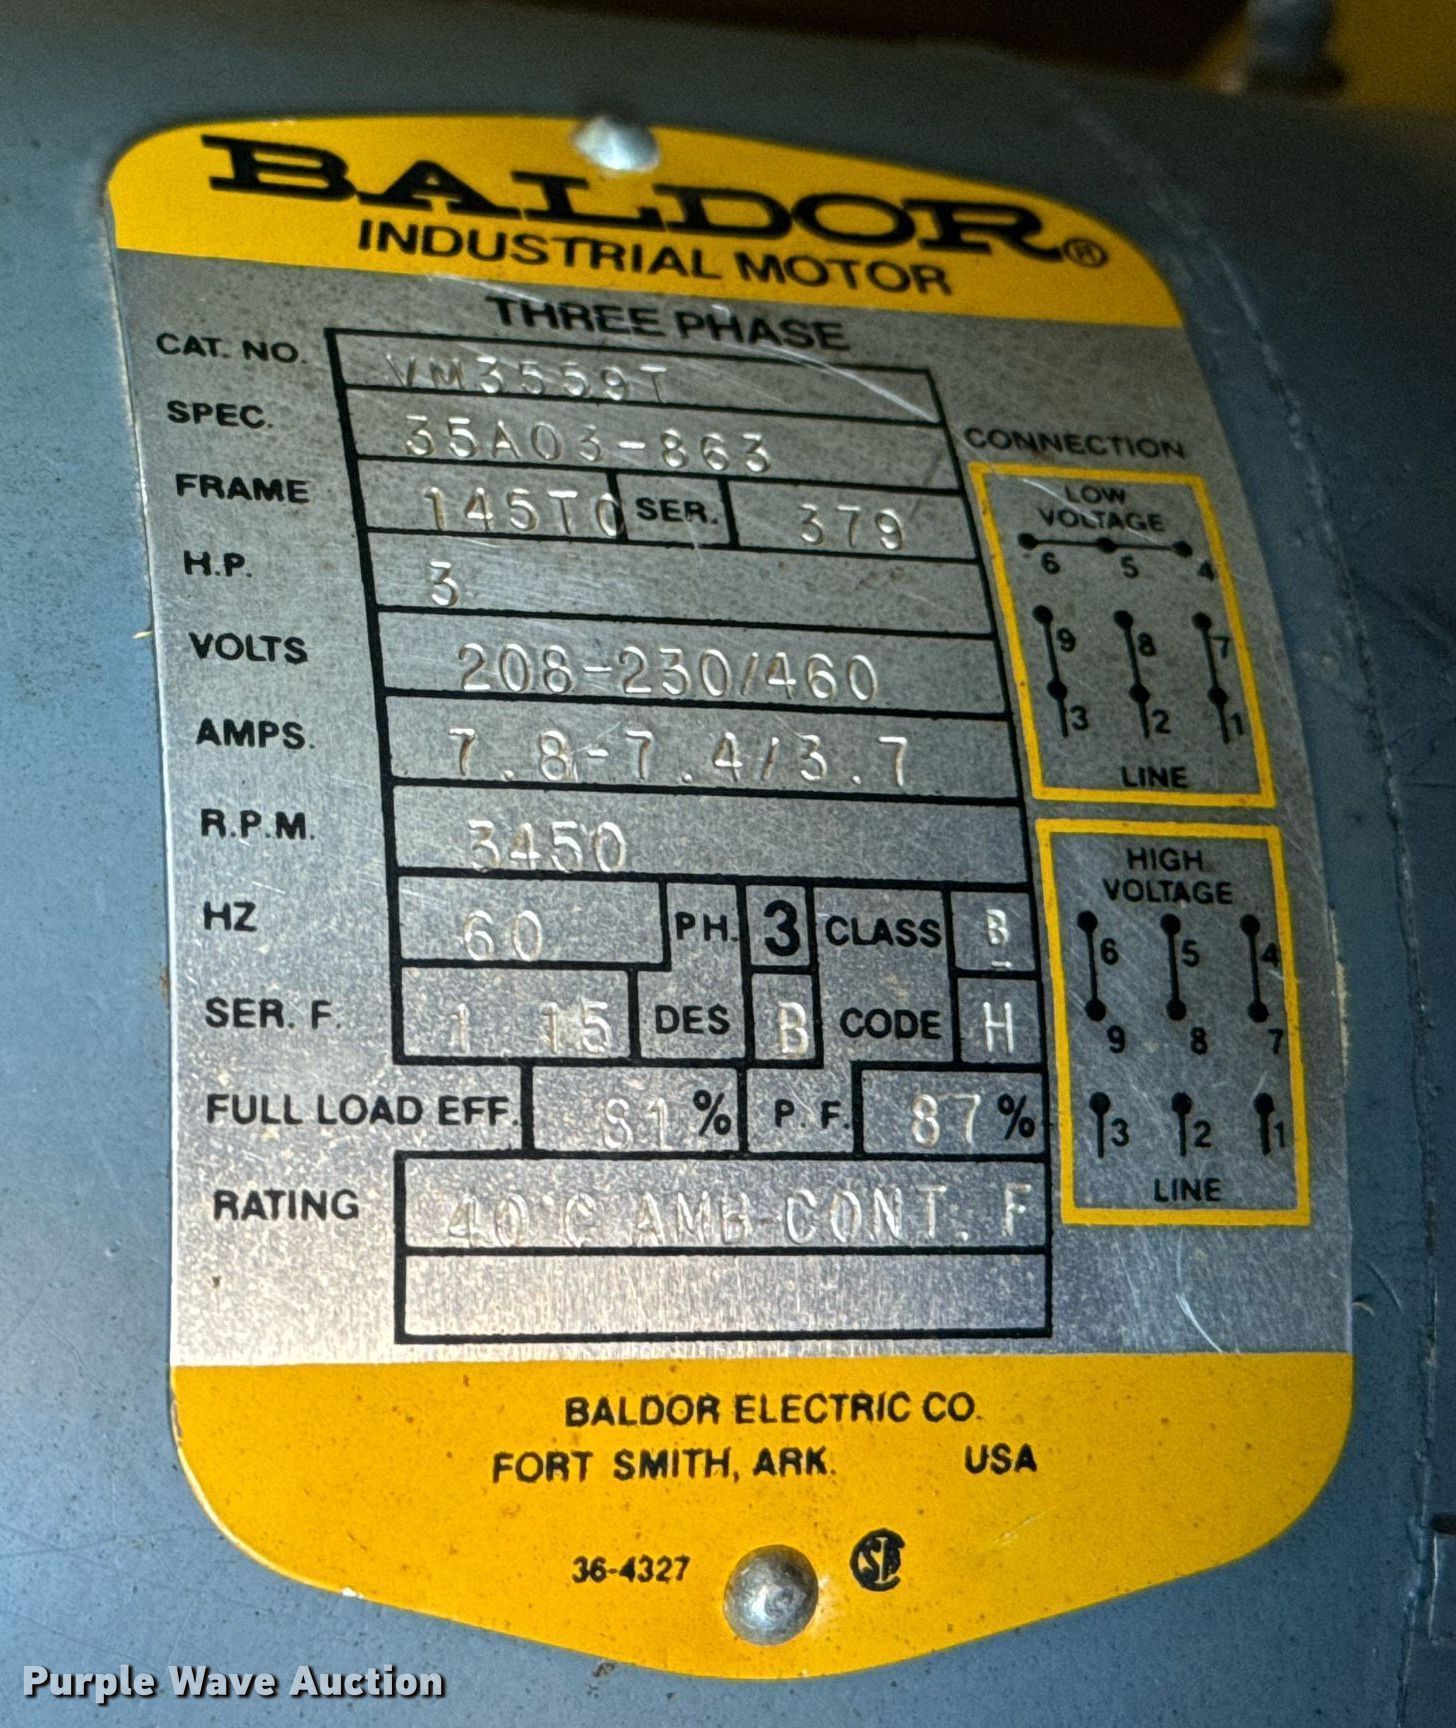 BALDOR®
INDUSTRIAL MOTOR
THREE PHASE
CAT. NO. VM3559T
SPEC. 35A03-863
FRAME 145TC SER. 379
H.P. 3
VOLTS 208-230/460
AMPS. 7.8-7.4/3.7
R.P.M. 3450
HZ 60 PH. 3 CLASS B
SER. F. 1 15 DES B CODE H
FULL LOAD EFF. 81 % P.F. 87 %
RATING 40°C AMB-CONT. F
CONNECTION
LOW
VOLTAGE
6 5 4
9 8 7
3 2 1
LINE
HIGH
VOLTAGE
6 5 4
9 8 7
3 2 1
LINE
BALDOR ELECTRIC CO.
FORT SMITH, ARK. USA
36-4327
Purple Wave Auction